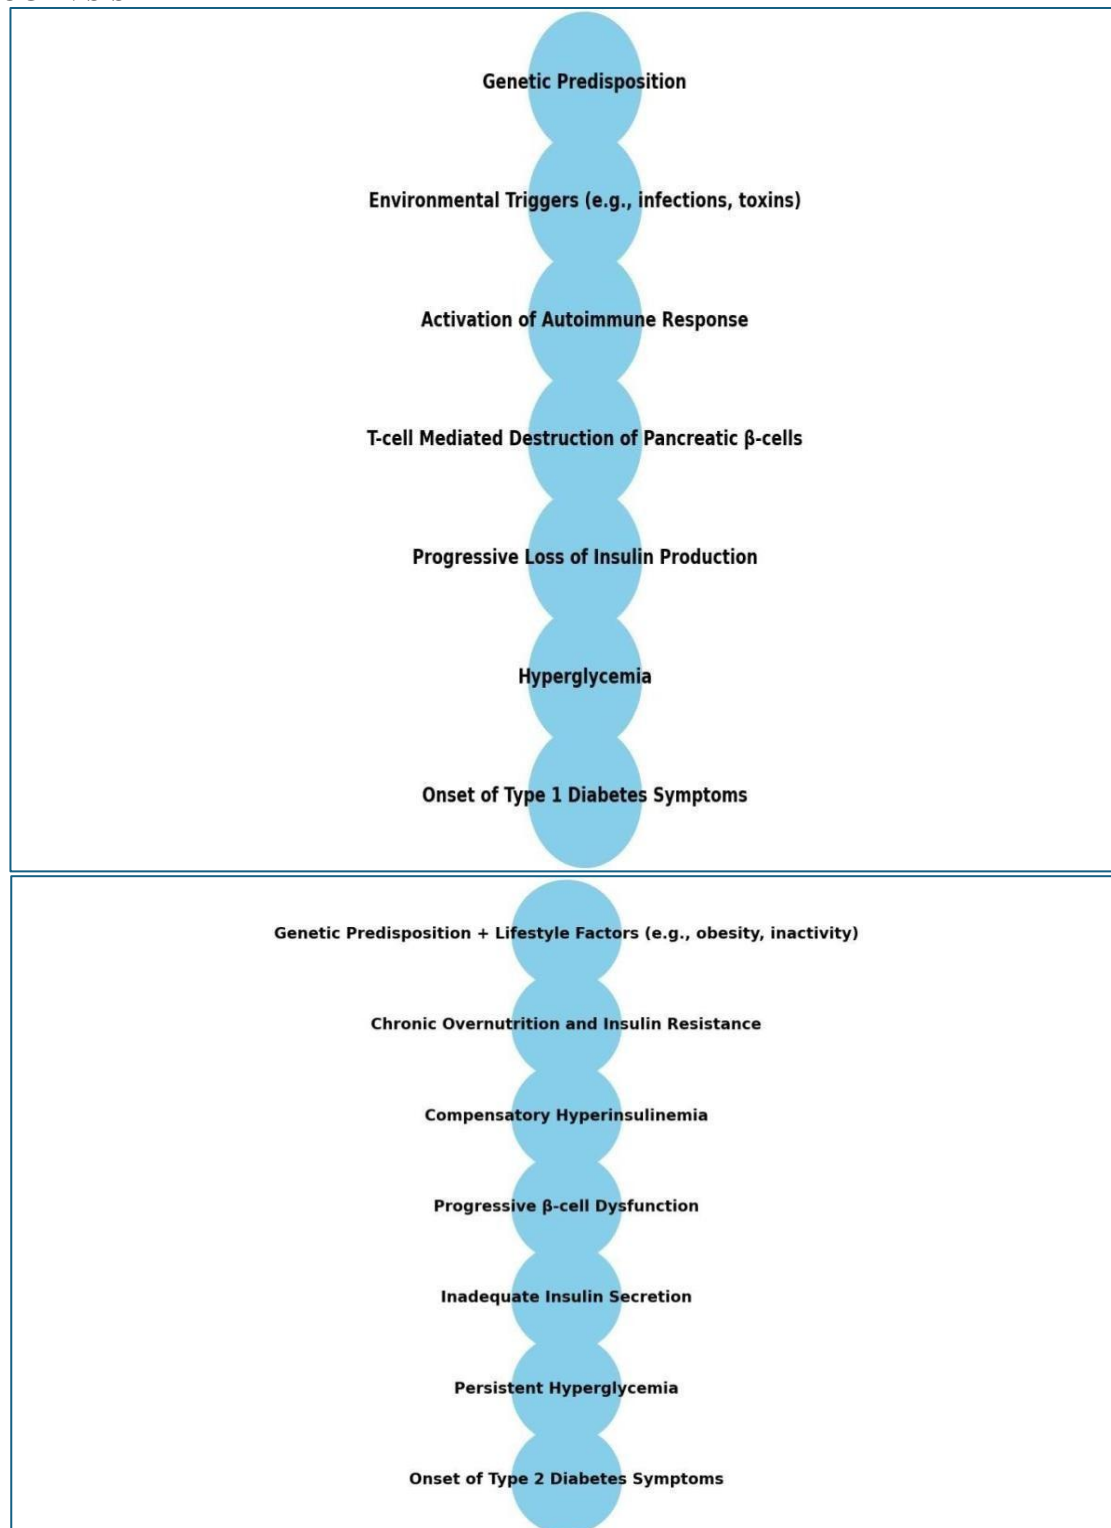 Genetic Predisposition
Environmental Triggers (e.g., infections, toxins)
Activation of Autoimmune Response
T-cell Mediated Destruction of Pancreatic β-cells
Progressive Loss of Insulin Production
Hyperglycemia
Onset of Type 1 Diabetes Symptoms
Genetic Predisposition + Lifestyle Factors (e.g., obesity, inactivity)
Chronic Overnutrition and Insulin Resistance
Compensatory Hyperinsulinemia
Progressive β-cell Dysfunction
Inadequate Insulin Secretion
Persistent Hyperglycemia
Onset of Type 2 Diabetes Symptoms